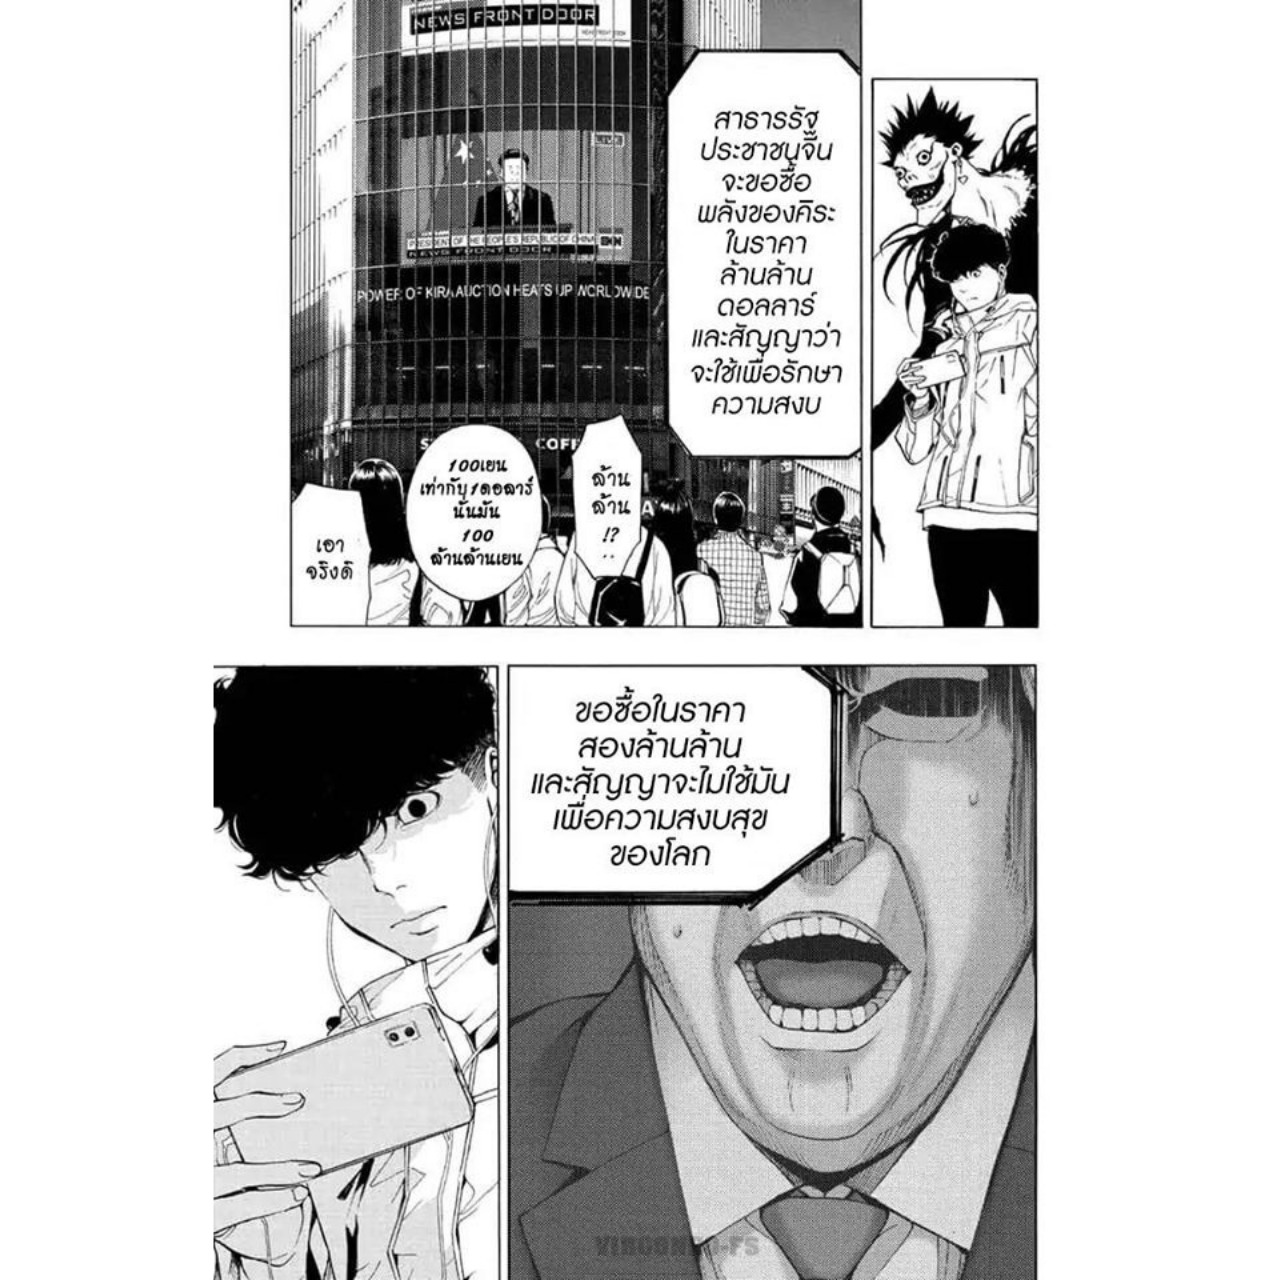 NEWS FRONT DOOR
LIVE
PRESIDENT OF THE PEOPLE'S REPUBLIC OF CHINA
NEWS FRONT DOOR
POWER OF KIRA AUCTION HEATS UP WORLDWIDE
สาธารรัฐ
ประชาชนจีน
จะขอซื้อ
พลังของคิระ
ในราคา
ล้านล้าน
ดอลลาร์
และสัญญาว่า
จะใช้เพื่อรักษา
ความสงบ
COFF
ล้าน
ล้าน
!?
100เยน
เท่ากับ1ดอลาร์
นั่นมัน
100
ล้านล้านเยน
เอา
จริงดิ
ขอซื้อในราคา
สองล้านล้าน
และสัญญาจะไม่ใช้มัน
เพื่อความสงบสุข
ของโลก